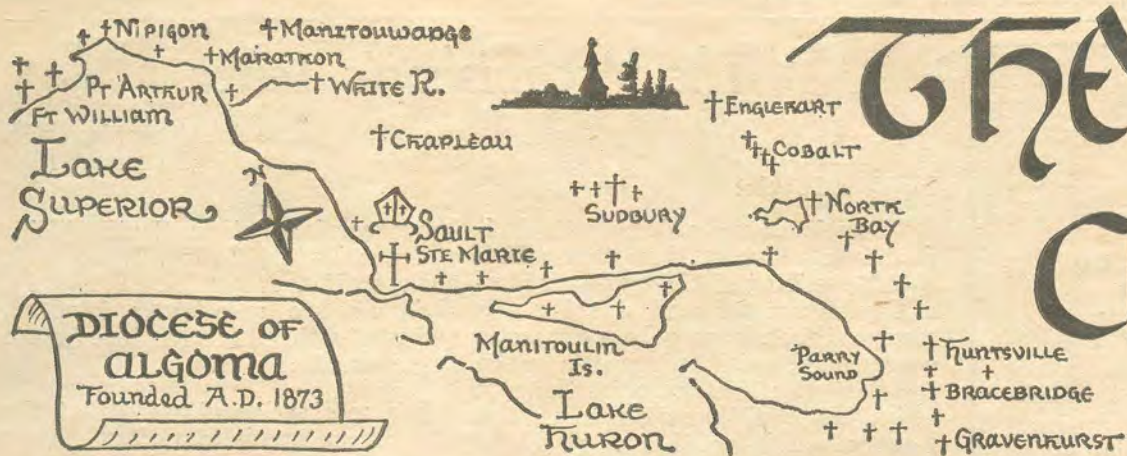 NIPIGON
MANITOUWADGE
MARATHON
PT ARTHUR
WHITE R.
FT WILLIAM
LAKE
SUPERIOR
N
CHAPLEAU
ENGLEHART
COBALT
SUDBURY
NORTH
BAY
SAULT
STE MARIE
MANITOULIN
Is.
LAKE
HURON
PARRY
SOUND
HUNTSVILLE
BRACEBRIDGE
GRAVENHURST
DIOCESE OF
ALGOMA
Founded A.D. 1873
The
C